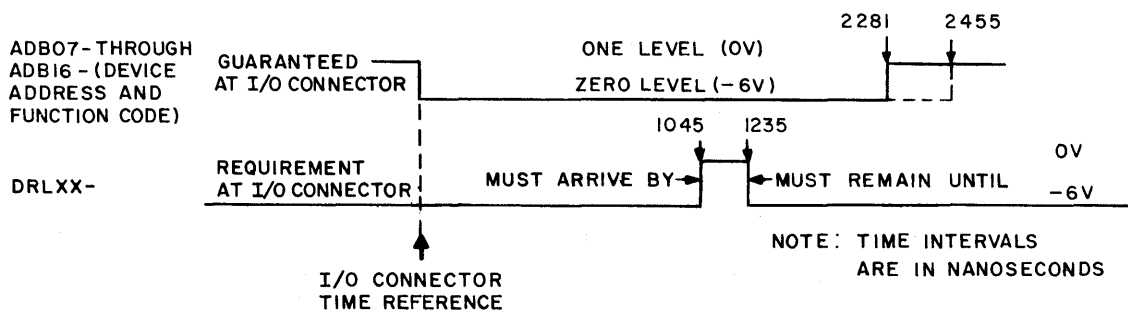 2281 2455
ADB07-THROUGH
ADB16-(DEVICE
ADDRESS AND
FUNCTION CODE)
GUARANTEED
AT I/O CONNECTOR
ONE LEVEL (0V)
ZERO LEVEL (-6V)
1045 1235
DRLXX-
REQUIREMENT
AT I/O CONNECTOR
MUST ARRIVE BY
MUST REMAIN UNTIL
0V
-6V
NOTE: TIME INTERVALS
ARE IN NANOSECONDS
I/O CONNECTOR
TIME REFERENCE